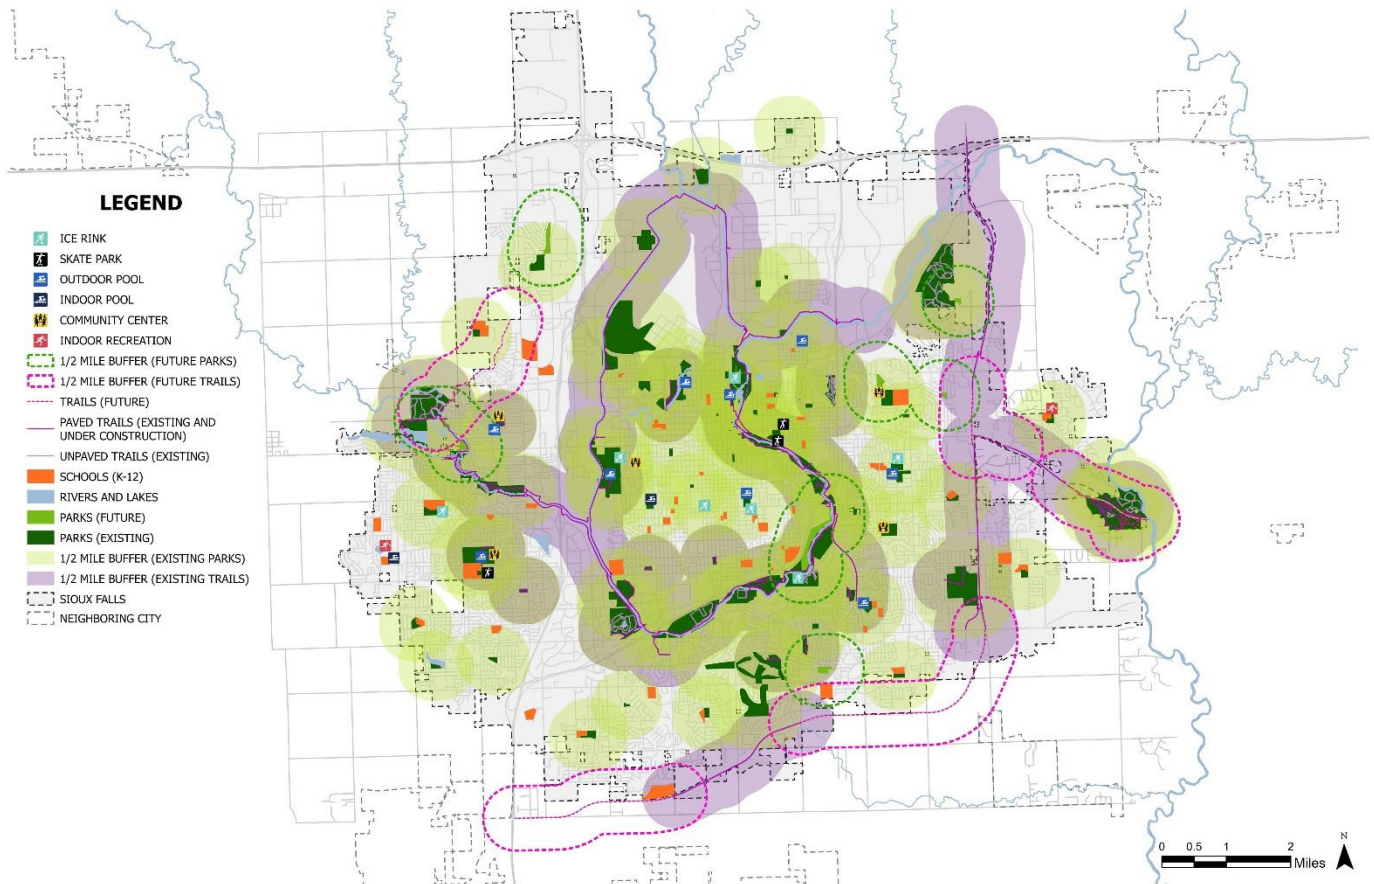 LEGEND
ICE RINK
SKATE PARK
OUTDOOR POOL
INDOOR POOL
COMMUNITY CENTER
INDOOR RECREATION
1/2 MILE BUFFER (FUTURE PARKS)
1/2 MILE BUFFER (FUTURE TRAILS)
TRAILS (FUTURE)
PAVED TRAILS (EXISTING AND
UNDER CONSTRUCTION)
UNPAVED TRAILS (EXISTING)
SCHOOLS (K-12)
RIVERS AND LAKES
PARKS (FUTURE)
PARKS (EXISTING)
1/2 MILE BUFFER (EXISTING PARKS)
1/2 MILE BUFFER (EXISTING TRAILS)
SIOUX FALLS
NEIGHBORING CITY
N
0 0.5 1 2
Miles